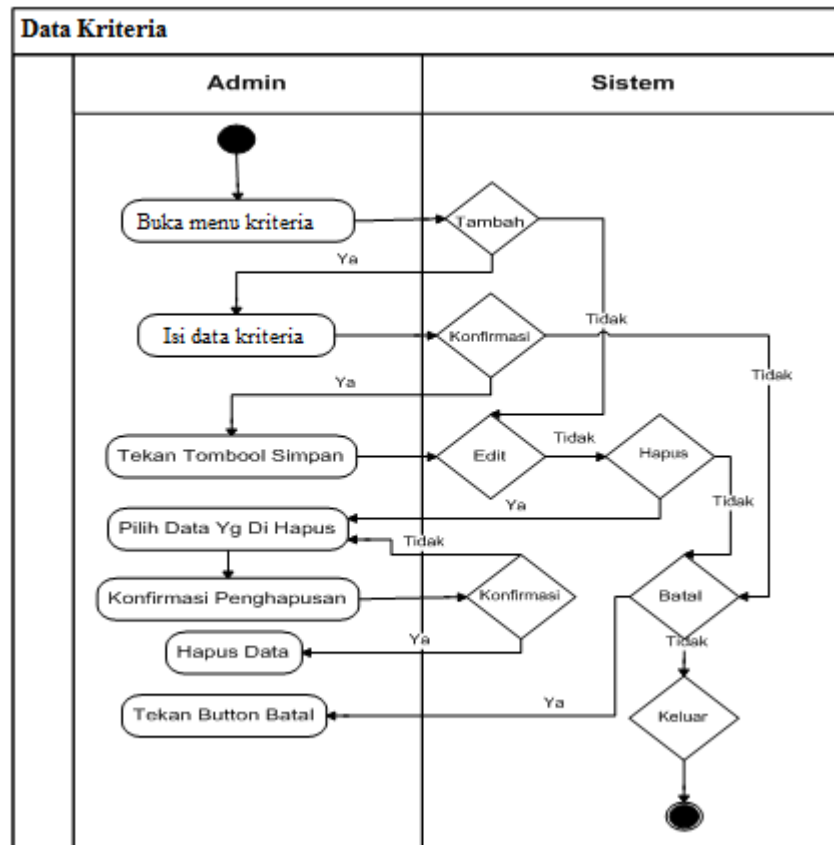 Data Kriteria
Admin
Sistem
Buka menu kriteria
Tambah
Ya
Isi data kriteria
Konfirmasi
Tidak
Tidak
Ya
Tekan Tombool Simpan
Edit
Tidak
Hapus
Ya
Tidak
Pilih Data Yg Di Hapus
Tidak
Konfirmasi Penghapusan
Konfirmasi
Batal
Ya
Tidak
Hapus Data
Tekan Button Batal
Ya
Keluar